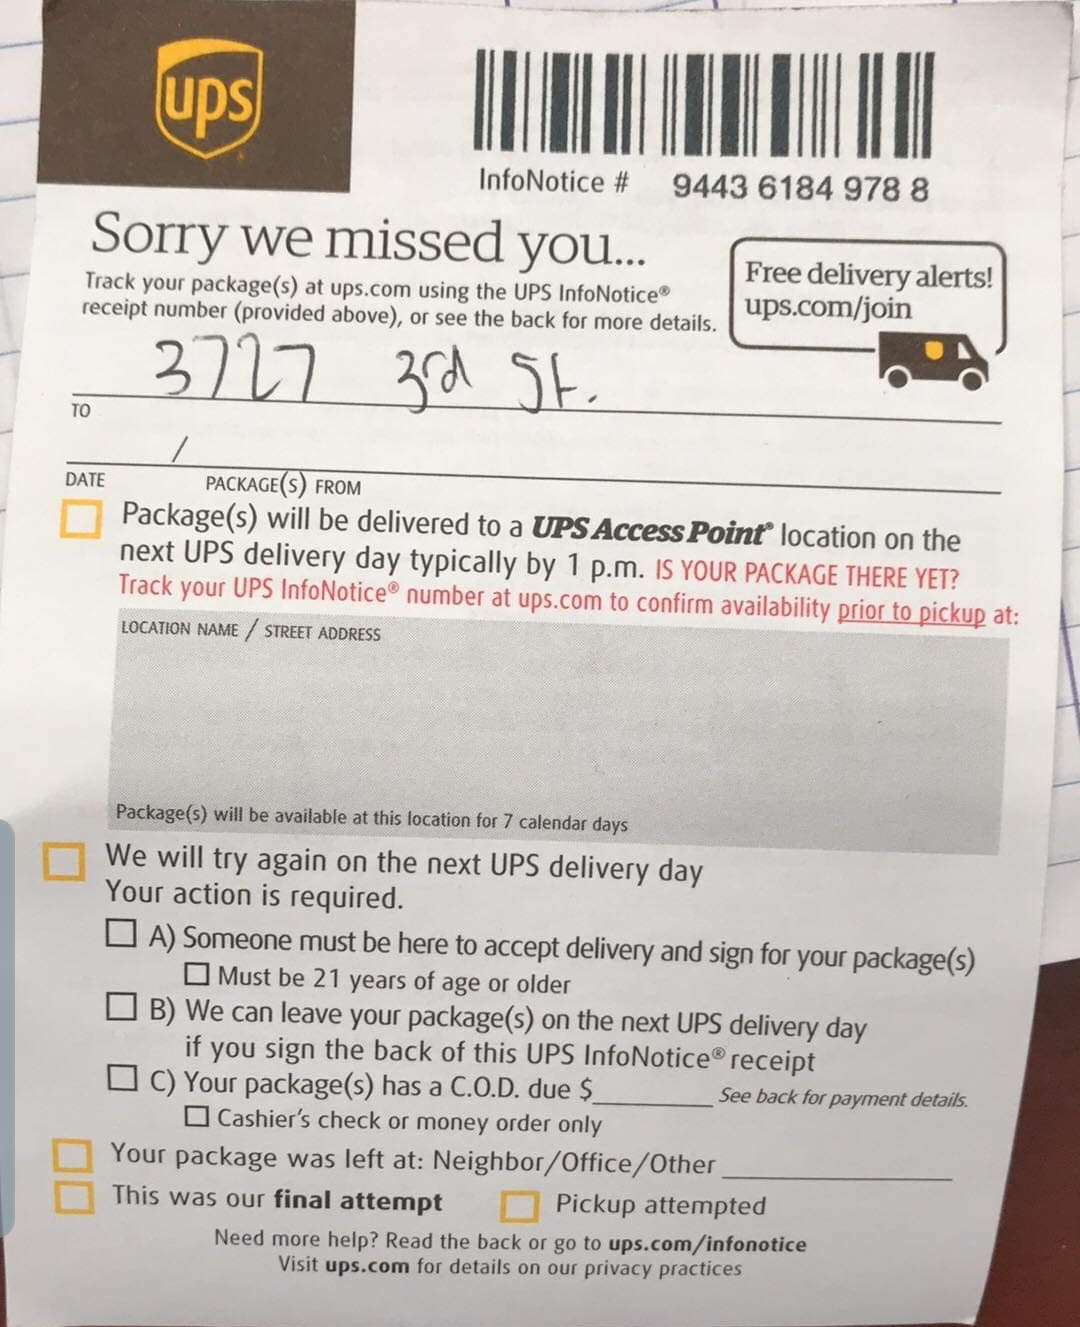 ups
InfoNotice # 9443 6184 978 8
Sorry we missed you...
Track your package(s) at ups.com using the UPS InfoNotice®
receipt number (provided above), or see the back for more details.
Free delivery alerts!
ups.com/join
3727 3rd St.
TO
/
DATE PACKAGE(S) FROM
Package(s) will be delivered to a UPS Access Point® location on the
next UPS delivery day typically by 1 p.m. IS YOUR PACKAGE THERE YET?
Track your UPS InfoNotice® number at ups.com to confirm availability prior to pickup at:
LOCATION NAME / STREET ADDRESS
Package(s) will be available at this location for 7 calendar days
We will try again on the next UPS delivery day
Your action is required.
A) Someone must be here to accept delivery and sign for your package(s)
Must be 21 years of age or older
B) We can leave your package(s) on the next UPS delivery day
if you sign the back of this UPS InfoNotice® receipt
C) Your package(s) has a C.O.D. due $ See back for payment details.
Cashier's check or money order only
Your package was left at: Neighbor/Office/Other
This was our final attempt Pickup attempted
Need more help? Read the back or go to ups.com/infonotice
Visit ups.com for details on our privacy practices